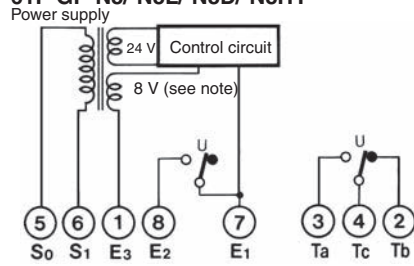 Power supply
24 V
Control circuit
8 V (see note)
U
U
5
6
1
8
7
3
4
2
S0
S1
E3
E2
E1
Ta
Tc
Tb